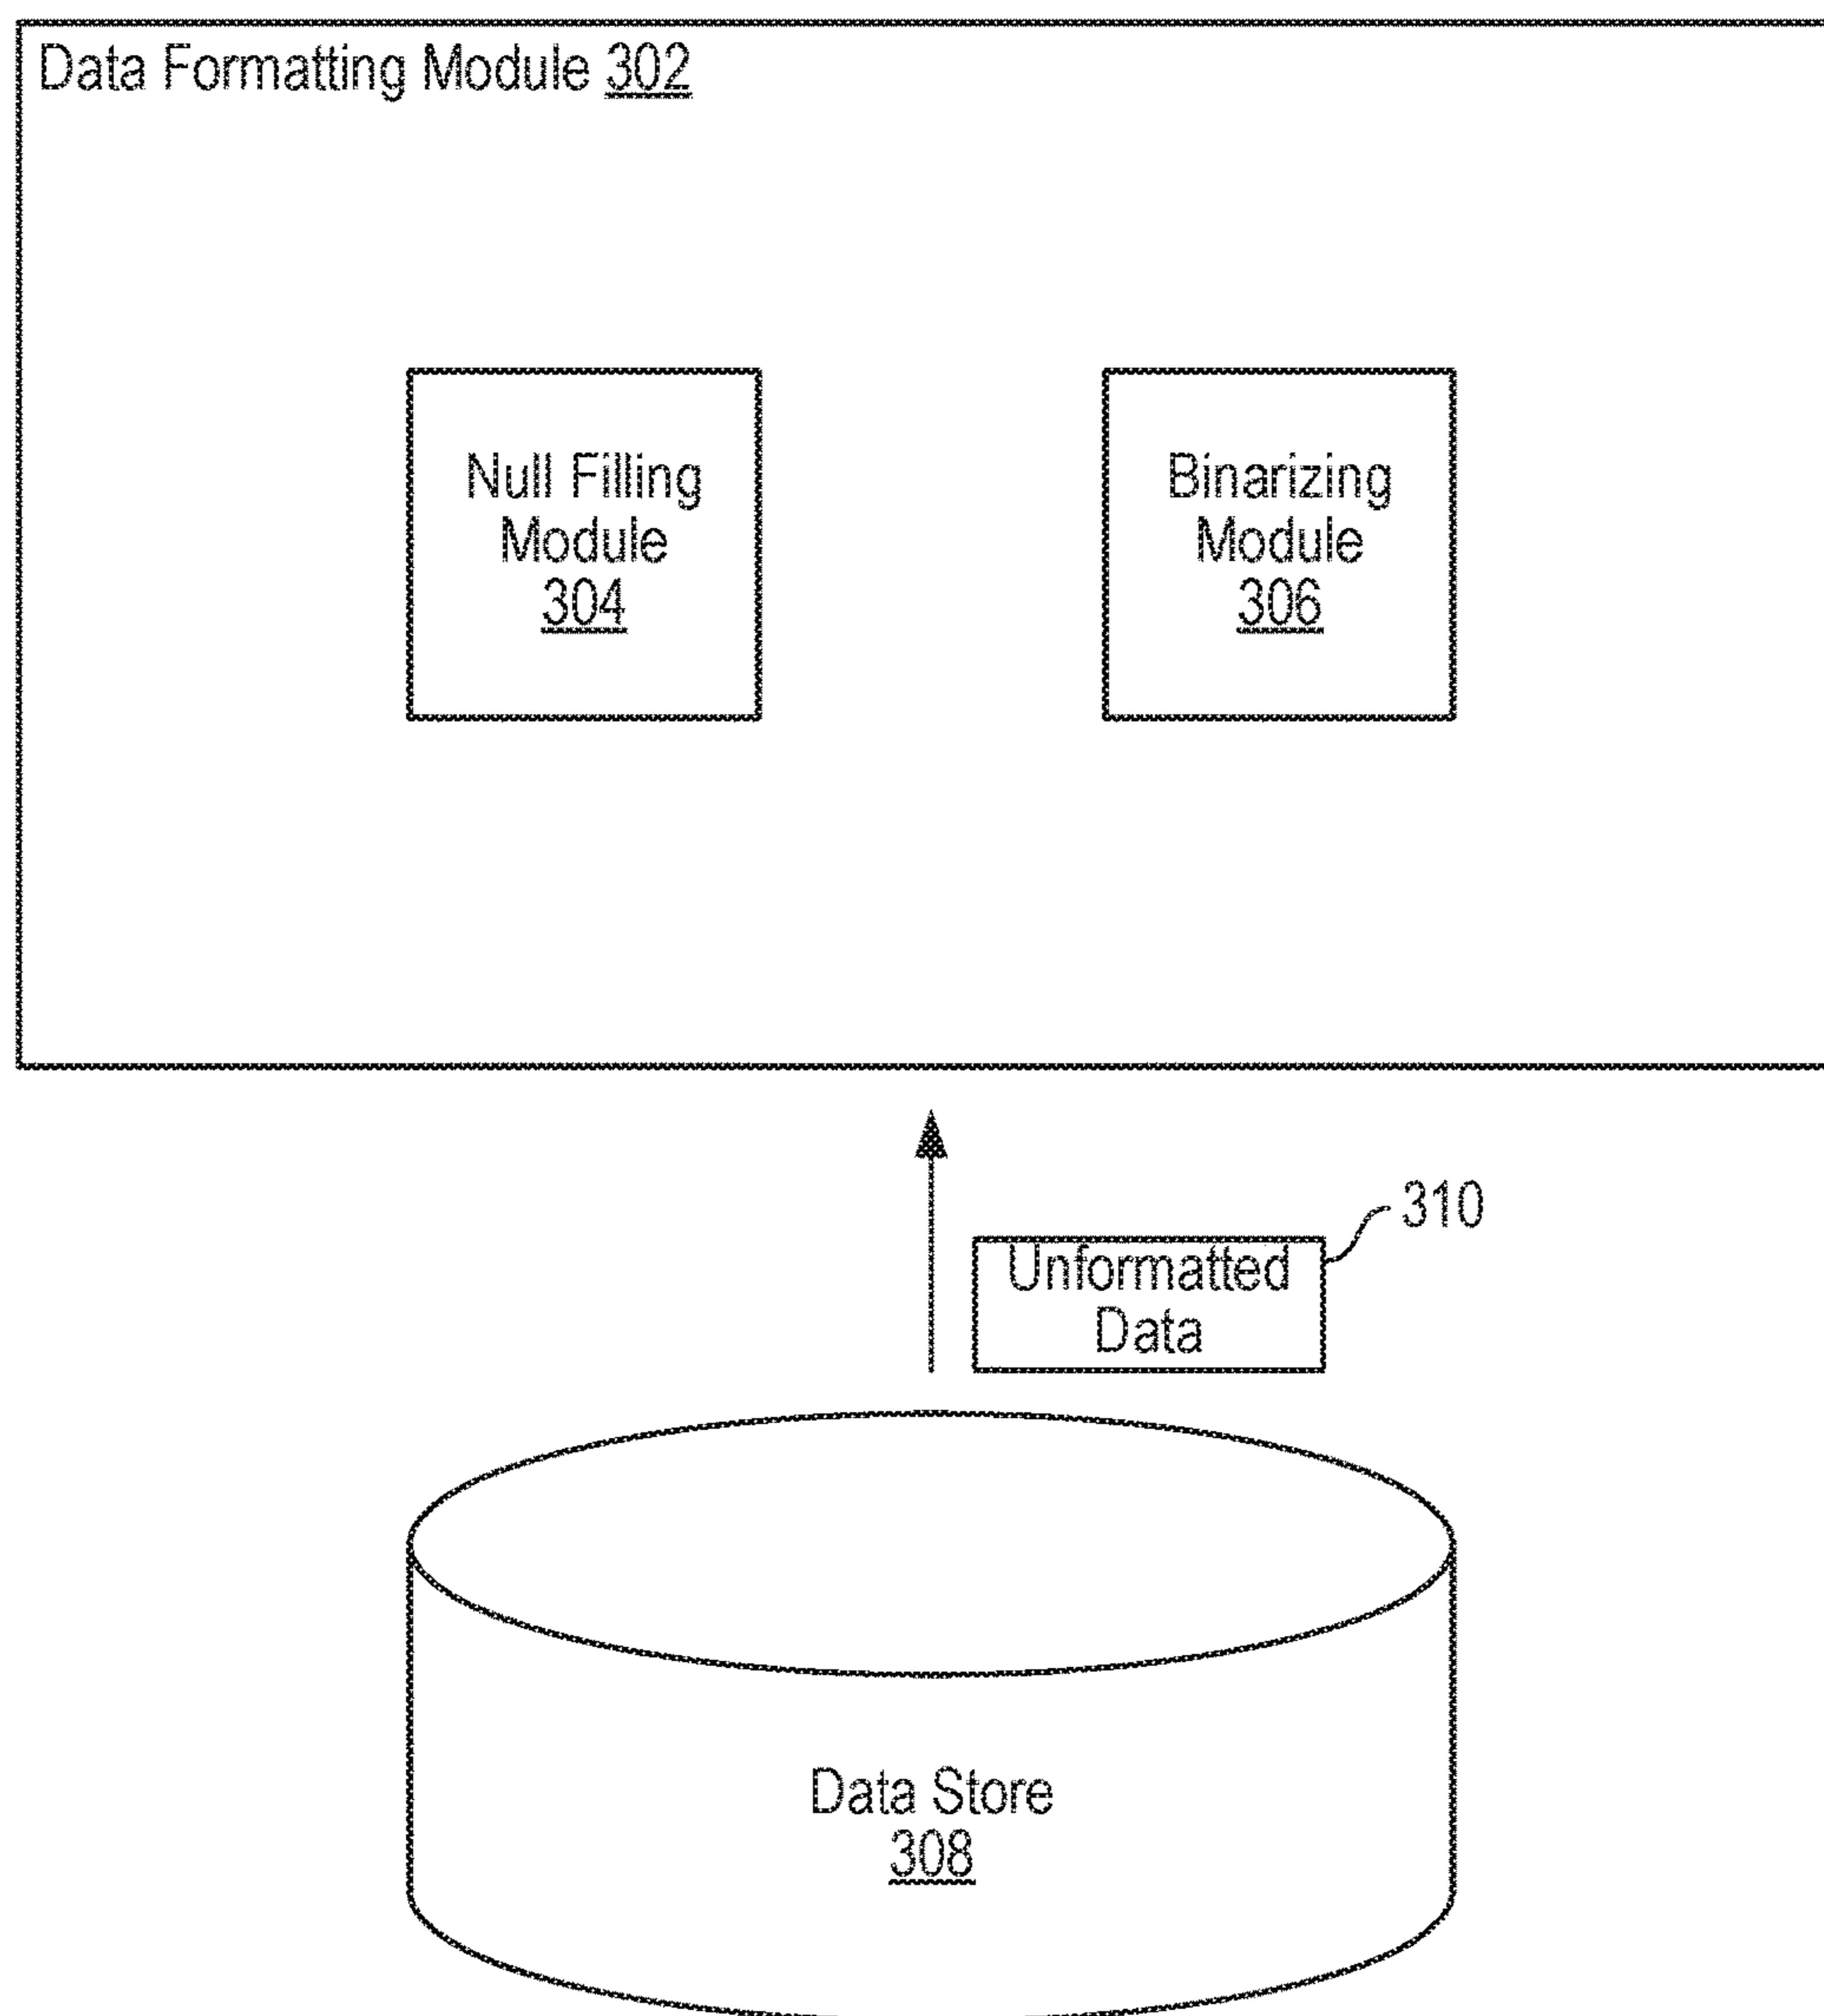 Data Formatting Module 302
Null Filling
Module
304
Binarizing
Module
306
310
Unformatted
Data
Data Store
308